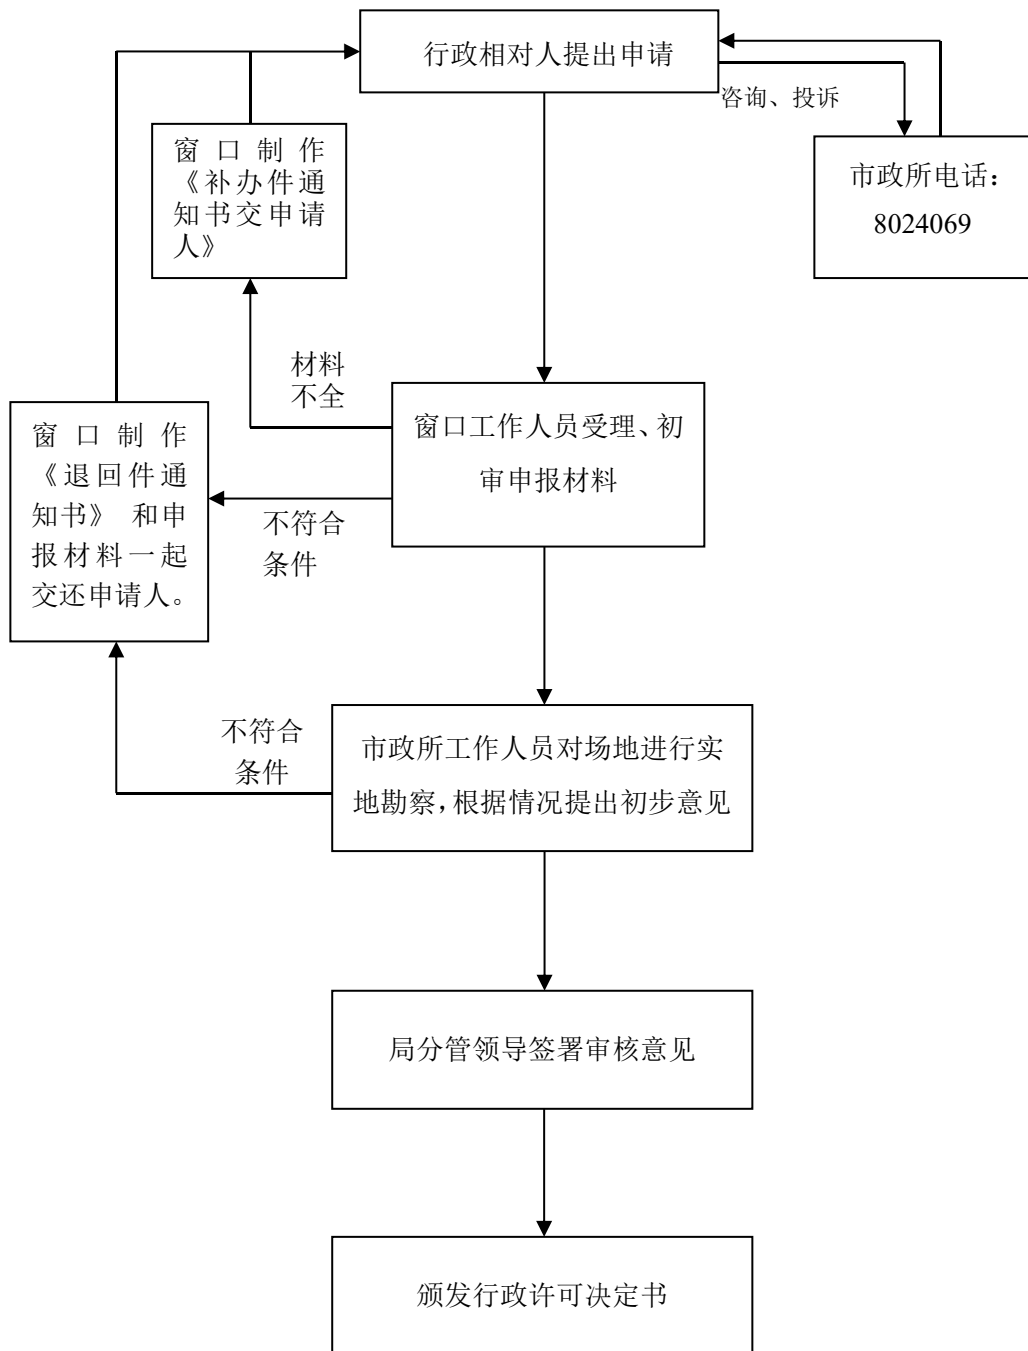 行政相对人提出申请
咨询、投诉
窗口制作
《补办件通
知书交申请
人》
市政所电话：
8024069
材料
不全
窗口工作人员受理、初
审申报材料
窗口制作
《退回件通
知书》 和申
报材料一起
交还申请人。
不符合
条件
不符合
条件
市政所工作人员对场地进行实
地勘察，根据情况提出初步意见
局分管领导签署审核意见
颁发行政许可决定书